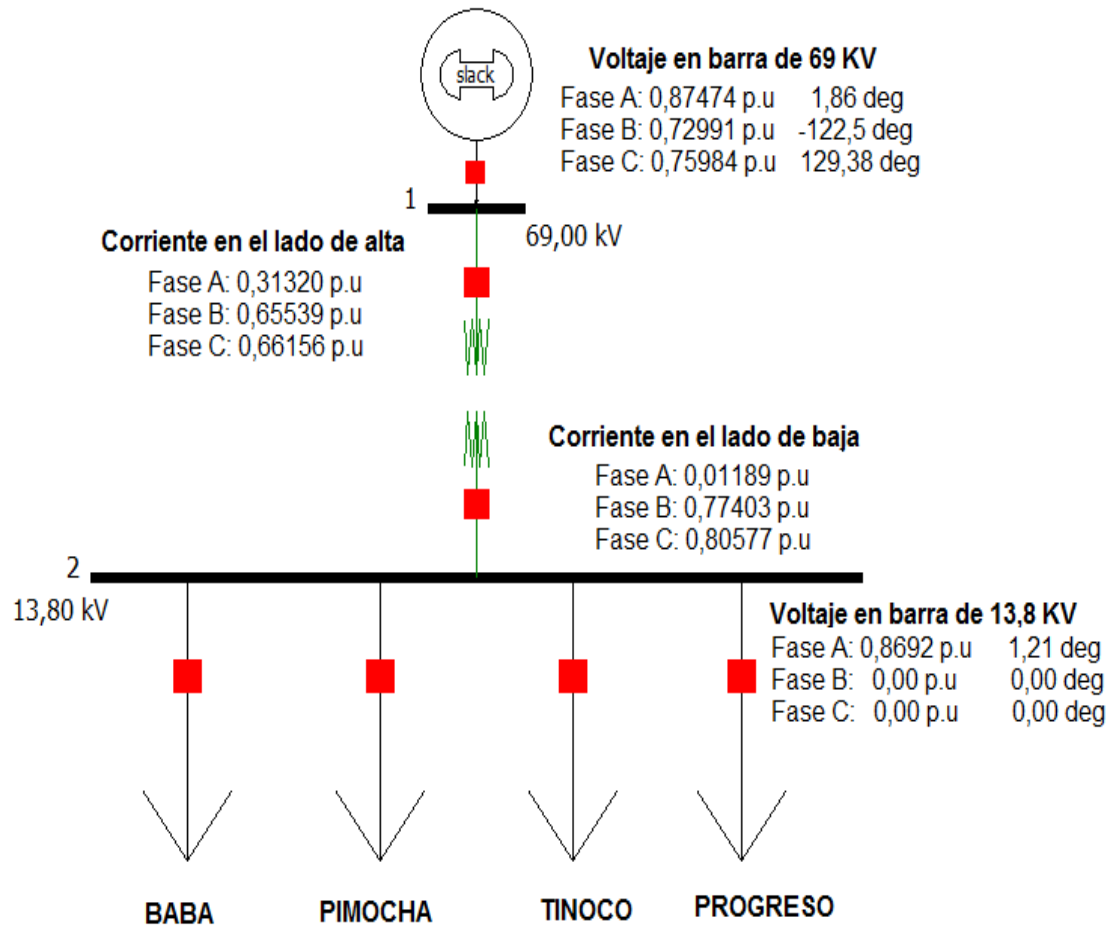 slack
Voltaje en barra de 69 KV
Fase A: 0,87474 p.u 1,86 deg
Fase B: 0,72991 p.u -122,5 deg
Fase C: 0,75984 p.u 129,38 deg
1
69,00 kV
Corriente en el lado de alta
Fase A: 0,31320 p.u
Fase B: 0,65539 p.u
Fase C: 0,66156 p.u
Corriente en el lado de baja
Fase A: 0,01189 p.u
Fase B: 0,77403 p.u
Fase C: 0,80577 p.u
2
13,80 kV
Voltaje en barra de 13,8 KV
Fase A: 0,8692 p.u 1,21 deg
Fase B: 0,00 p.u 0,00 deg
Fase C: 0,00 p.u 0,00 deg
BABA PIMOCHA TINOCO PROGRESO